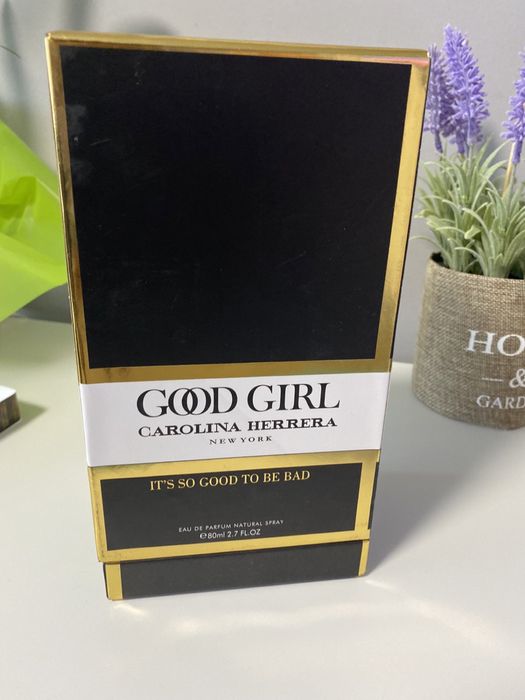 GOOD GIRL
CAROLINA HERRERA
NEW YORK
IT'S SO GOOD TO BE BAD
EAU DE PARFUM NATURAL SPRAY
℮80ml 2.7 FL.OZ
HO
&
GARD